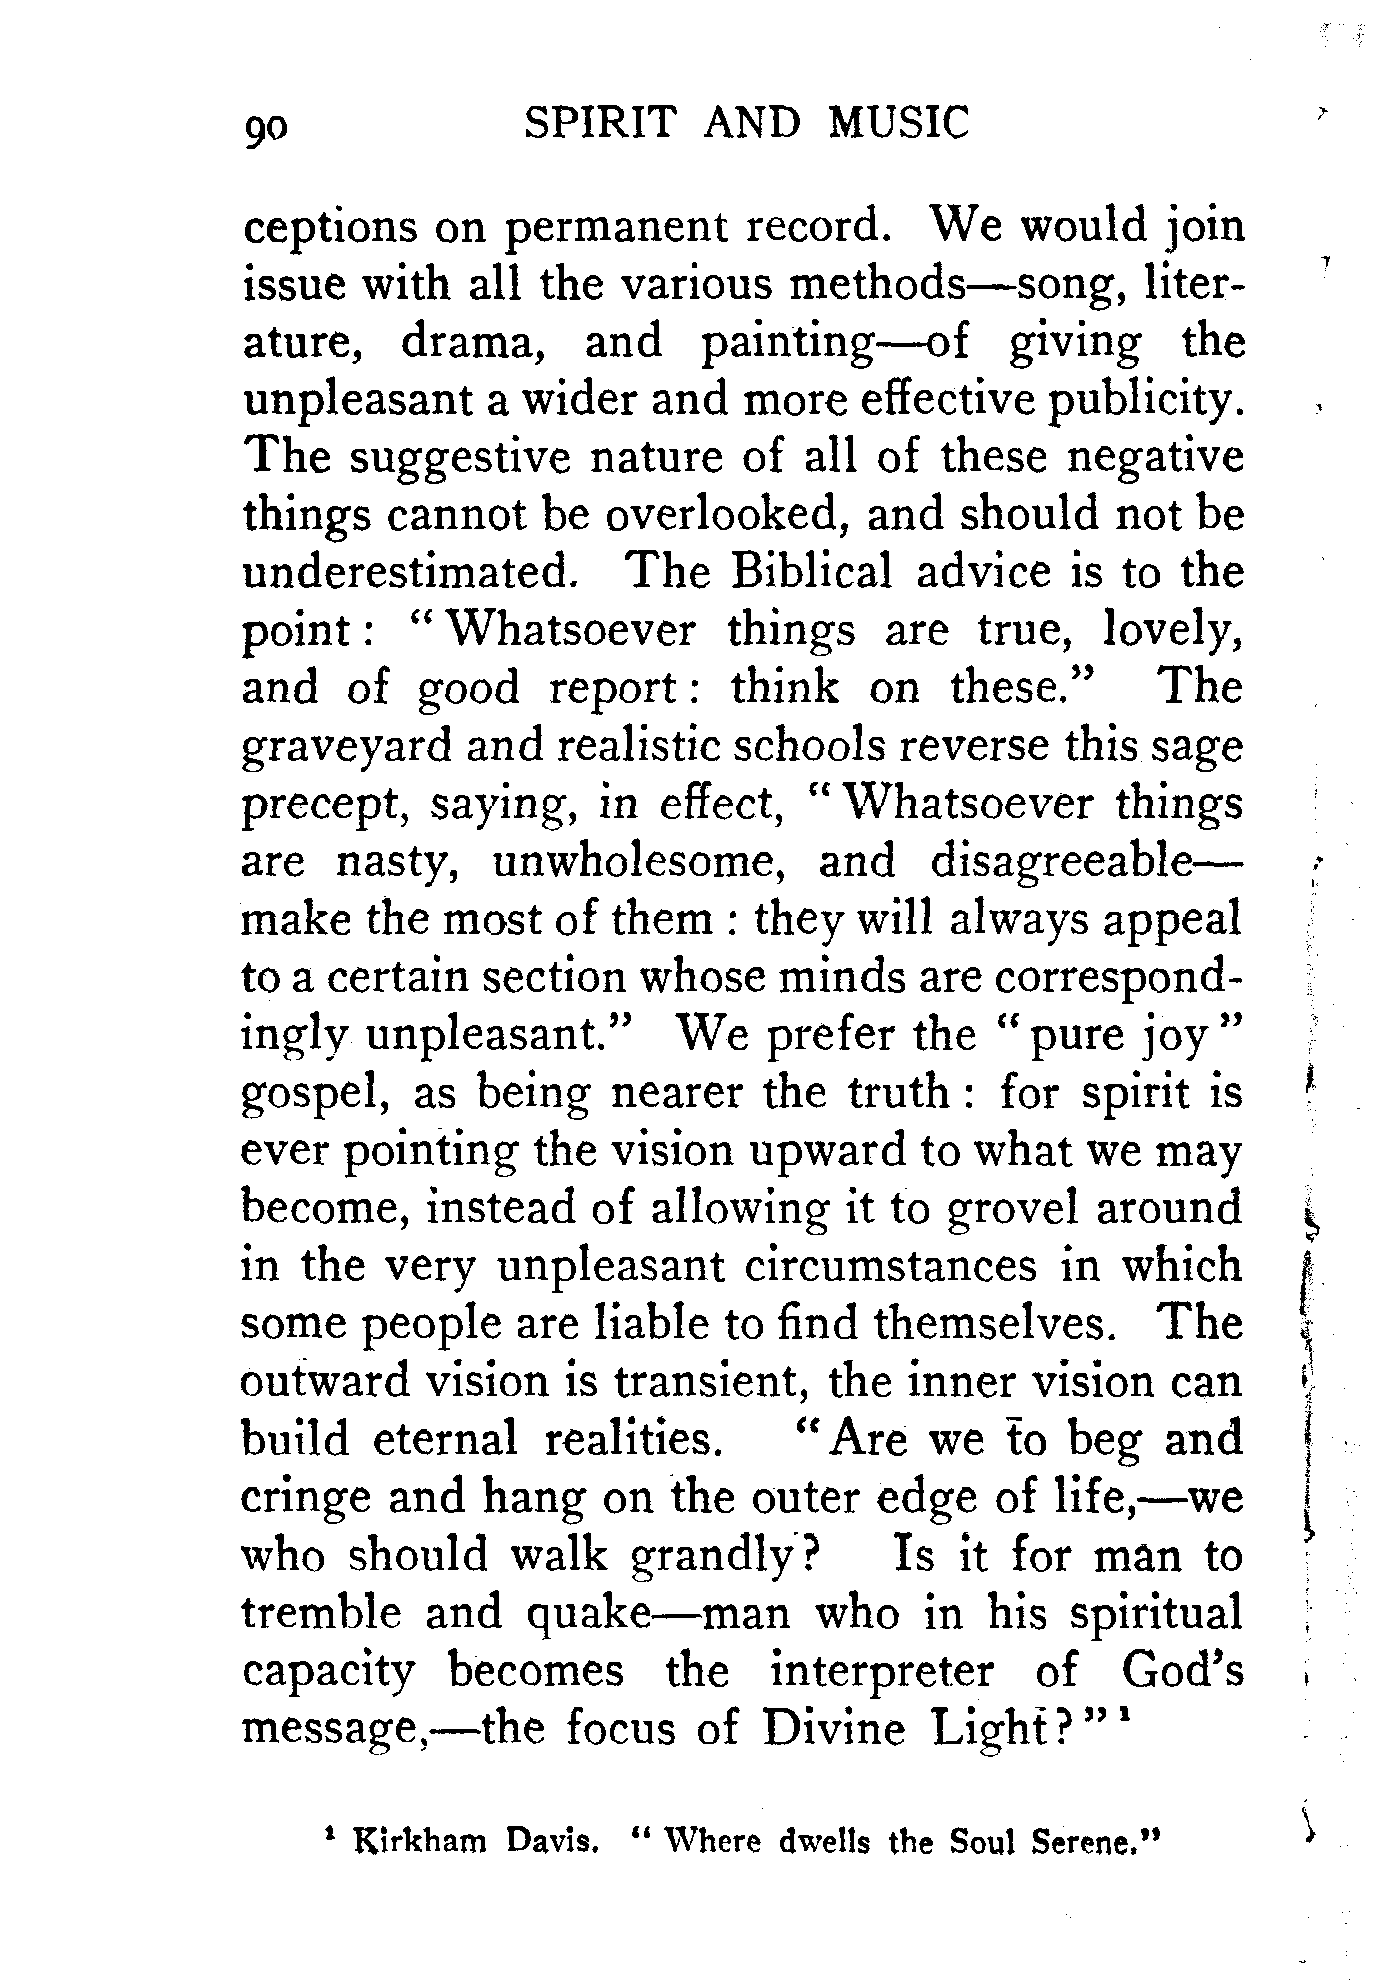 90 SPIRIT AND MUSIC
ceptions on permanent record. We would join
issue with all the various methods—song, liter-
ature, drama, and painting—of giving the
unpleasant a wider and more effective publicity.
The suggestive nature of all of these negative
things cannot be overlooked, and should not be
underestimated. The Biblical advice is to the
point : “ Whatsoever things are true, lovely,
and of good report : think on these.” The
graveyard and realistic schools reverse this sage
precept, saying, in effect, “ Whatsoever things
are nasty, unwholesome, and disagreeable—
make the most of them : they will always appeal
to a certain section whose minds are correspond-
ingly unpleasant.” We prefer the “ pure joy ”
gospel, as being nearer the truth : for spirit is
ever pointing the vision upward to what we may
become, instead of allowing it to grovel around
in the very unpleasant circumstances in which
some people are liable to find themselves. The
outward vision is transient, the inner vision can
build eternal realities. “ Are we to beg and
cringe and hang on the outer edge of life,—we
who should walk grandly ? Is it for man to
tremble and quake—man who in his spiritual
capacity becomes the interpreter of God’s
message,—the focus of Divine Light ? ” ¹
¹ Kirkham Davis. “ Where dwells the Soul Serene.”